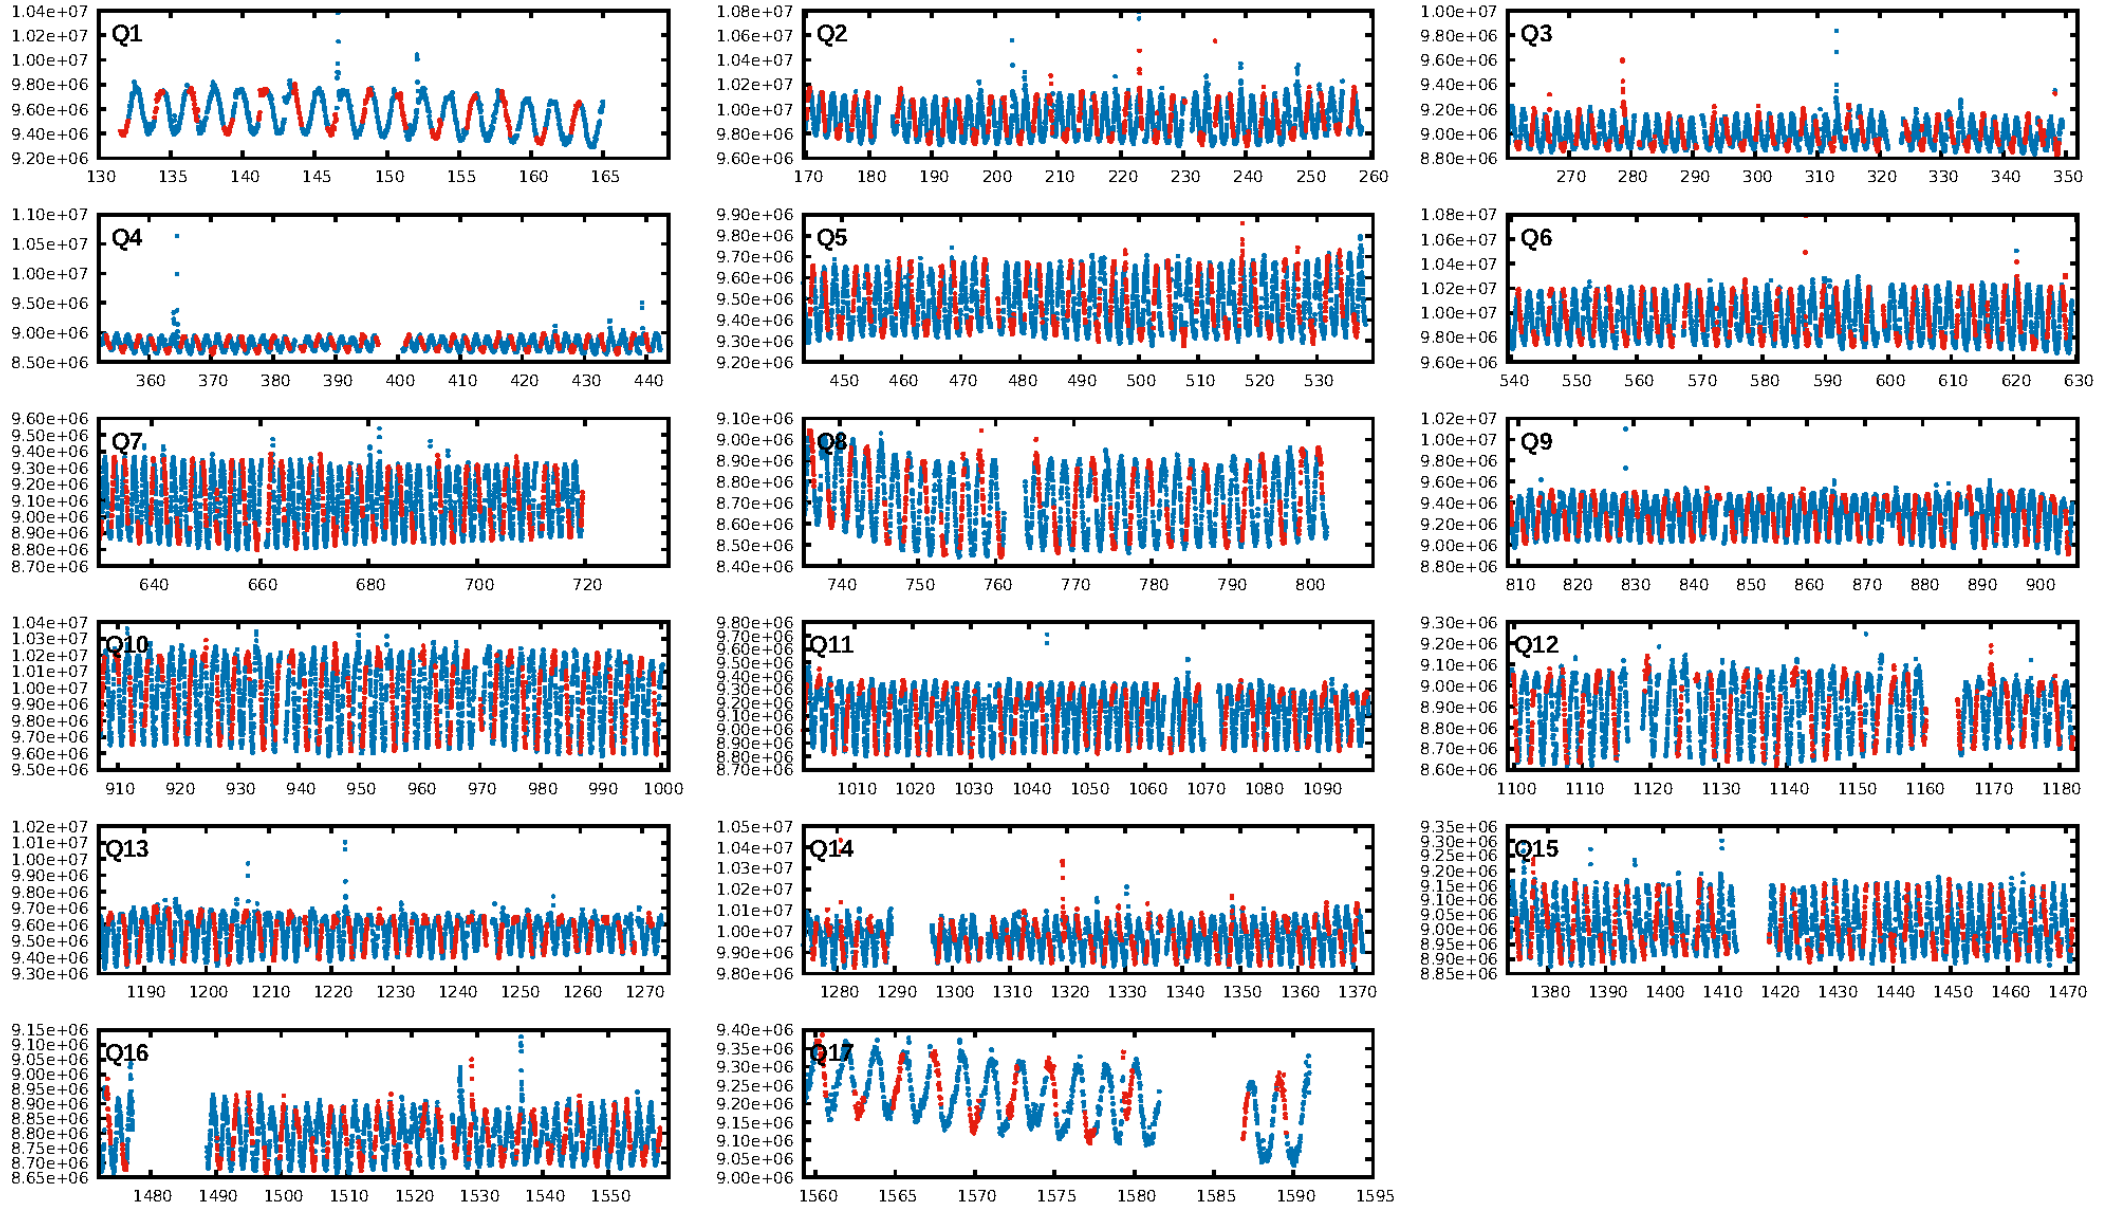 Q1
1.04e+07
1.02e+07
1.00e+07
9.80e+06
9.60e+06
9.40e+06
9.20e+06
130 135 140 145 150 155 160 165
Q2
1.08e+07
1.06e+07
1.04e+07
1.02e+07
1.00e+07
9.80e+06
9.60e+06
170 180 190 200 210 220 230 240 250 260
Q3
1.00e+07
9.80e+06
9.60e+06
9.40e+06
9.20e+06
9.00e+06
8.80e+06
270 280 290 300 310 320 330 340 350
Q4
1.10e+07
1.05e+07
1.00e+07
9.50e+06
9.00e+06
8.50e+06
360 370 380 390 400 410 420 430 440
Q5
9.90e+06
9.80e+06
9.70e+06
9.60e+06
9.50e+06
9.40e+06
9.30e+06
9.20e+06
450 460 470 480 490 500 510 520 530
Q6
1.08e+07
1.06e+07
1.04e+07
1.02e+07
1.00e+07
9.80e+06
9.60e+06
540 550 560 570 580 590 600 610 620 630
Q7
9.60e+06
9.50e+06
9.40e+06
9.30e+06
9.20e+06
9.10e+06
9.00e+06
8.90e+06
8.80e+06
8.70e+06
640 660 680 700 720
Q8
9.10e+06
9.00e+06
8.90e+06
8.80e+06
8.70e+06
8.60e+06
8.50e+06
8.40e+06
740 750 760 770 780 790 800
Q9
1.02e+07
1.00e+07
9.80e+06
9.60e+06
9.40e+06
9.20e+06
9.00e+06
8.80e+06
810 820 830 840 850 860 870 880 890 900
Q10
1.04e+07
1.03e+07
1.02e+07
1.01e+07
1.00e+07
9.90e+06
9.80e+06
9.70e+06
9.60e+06
9.50e+06
910 920 930 940 950 960 970 980 990 1000
Q11
9.80e+06
9.70e+06
9.60e+06
9.50e+06
9.40e+06
9.30e+06
9.20e+06
9.10e+06
9.00e+06
8.90e+06
8.80e+06
8.70e+06
1010 1020 1030 1040 1050 1060 1070 1080 1090
Q12
9.30e+06
9.20e+06
9.10e+06
9.00e+06
8.90e+06
8.80e+06
8.70e+06
8.60e+06
1100 1110 1120 1130 1140 1150 1160 1170 1180
Q13
1.02e+07
1.01e+07
1.00e+07
9.90e+06
9.80e+06
9.70e+06
9.60e+06
9.50e+06
9.40e+06
9.30e+06
1190 1200 1210 1220 1230 1240 1250 1260 1270
Q14
1.05e+07
1.04e+07
1.03e+07
1.02e+07
1.01e+07
1.00e+07
9.90e+06
9.80e+06
1280 1290 1300 1310 1320 1330 1340 1350 1360 1370
Q15
9.35e+06
9.30e+06
9.25e+06
9.20e+06
9.15e+06
9.10e+06
9.05e+06
9.00e+06
8.95e+06
8.90e+06
8.85e+06
1380 1390 1400 1410 1420 1430 1440 1450 1460 1470
Q16
9.15e+06
9.10e+06
9.05e+06
9.00e+06
8.95e+06
8.90e+06
8.85e+06
8.80e+06
8.75e+06
8.70e+06
8.65e+06
1480 1490 1500 1510 1520 1530 1540 1550
Q17
9.40e+06
9.35e+06
9.30e+06
9.25e+06
9.20e+06
9.15e+06
9.10e+06
9.05e+06
9.00e+06
1560 1565 1570 1575 1580 1585 1590 1595